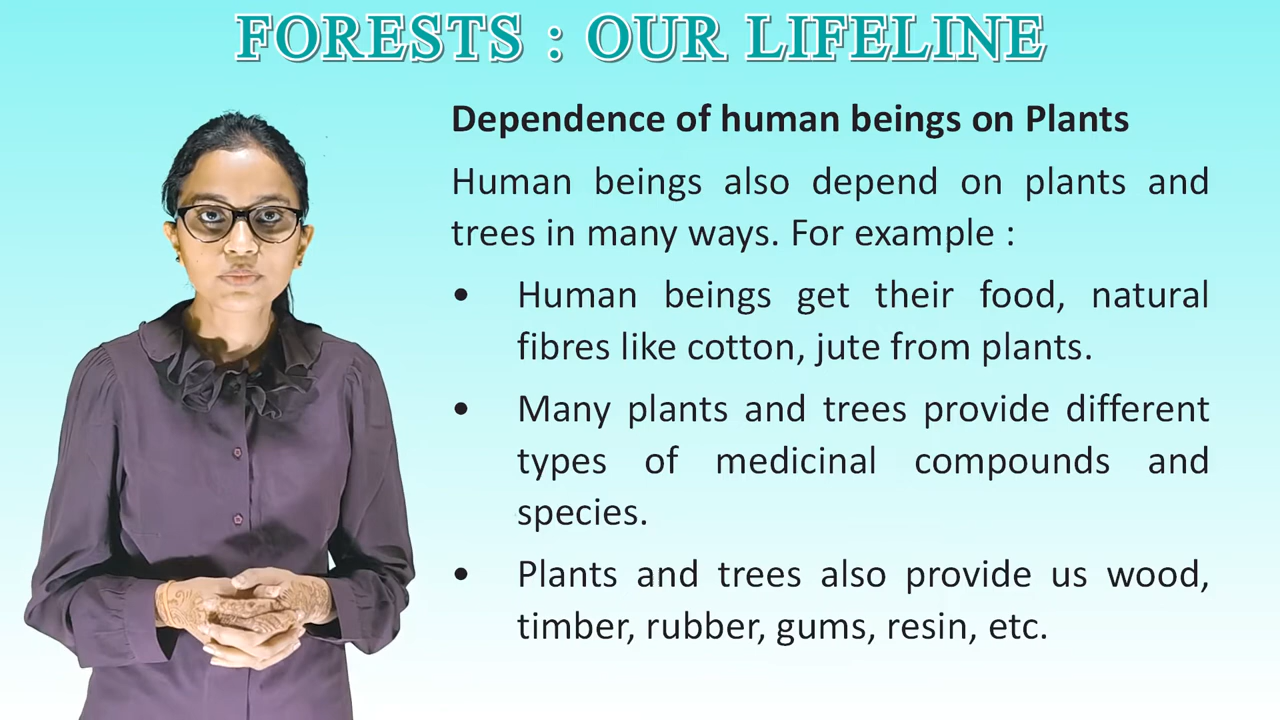 FORESTS : OUR LIFELINE
Dependence of human beings on Plants
Human beings also depend on plants and
trees in many ways. For example :
• Human beings get their food, natural
fibres like cotton, jute from plants.
• Many plants and trees provide different
types of medicinal compounds and
species.
• Plants and trees also provide us wood,
timber, rubber, gums, resin, etc.